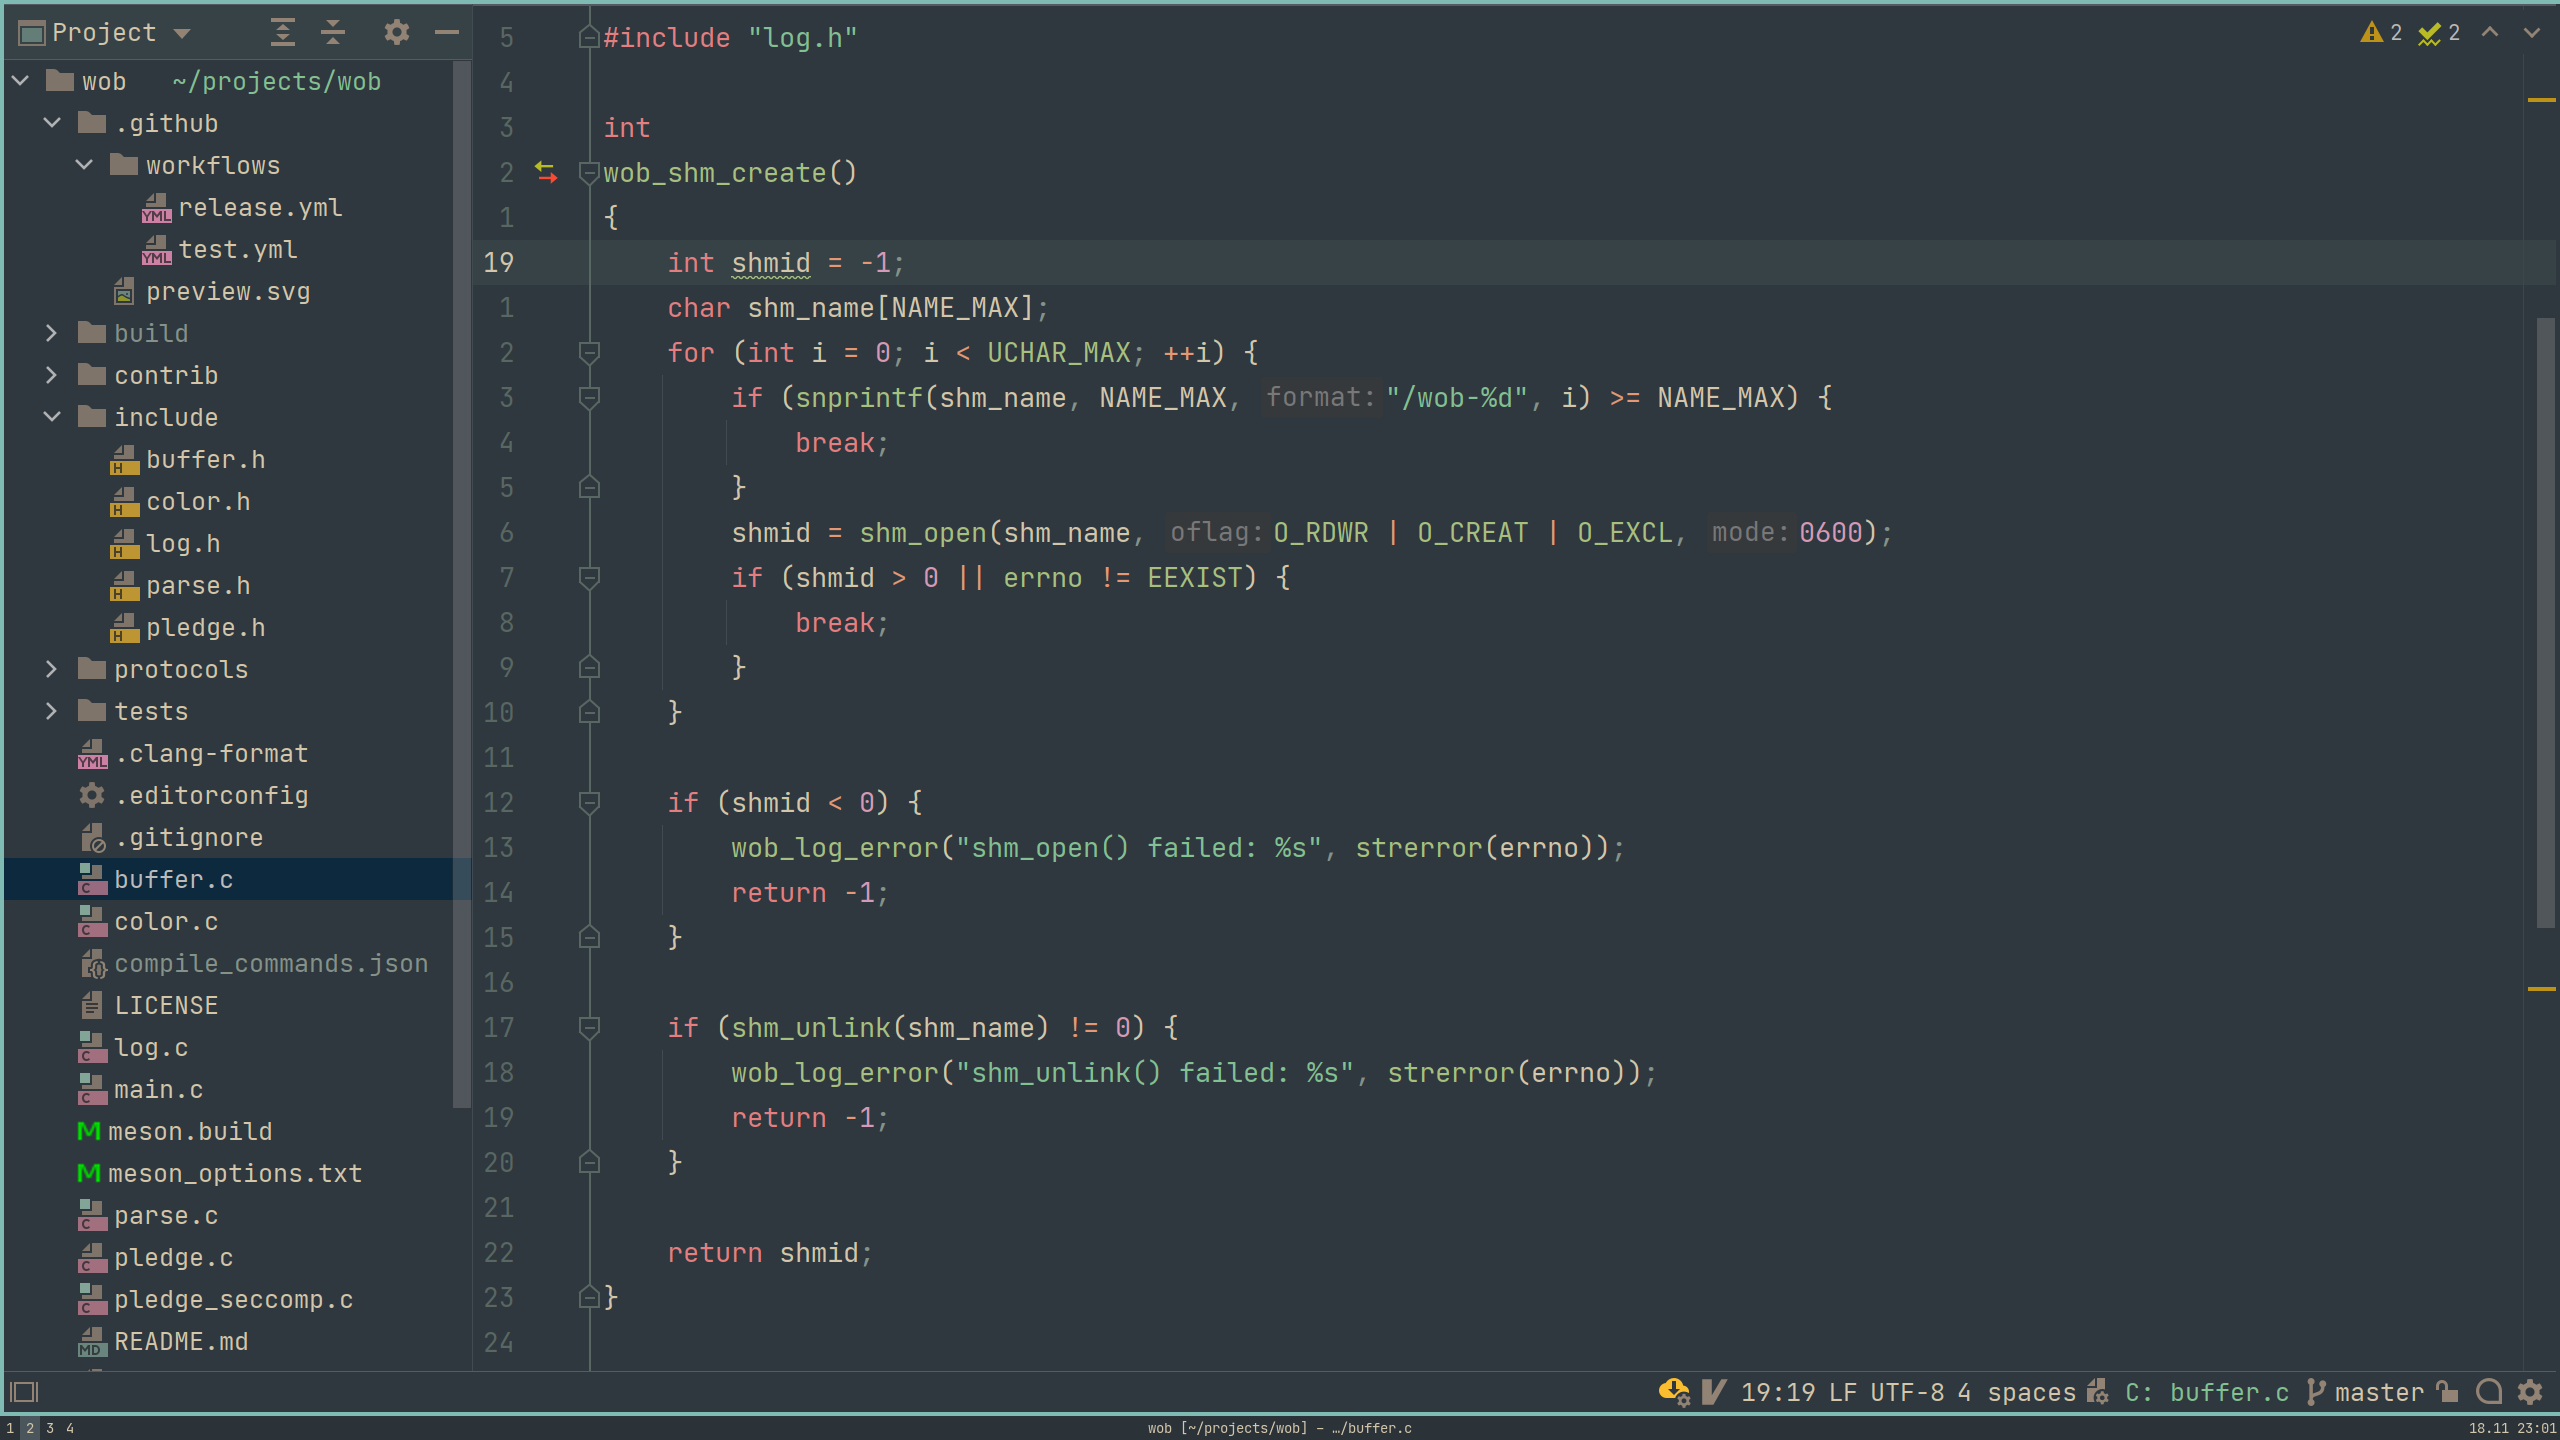 Project
wob ~/projects/wob
.github
workflows
YML release.yml
YML test.yml
preview.svg
build
contrib
include
H buffer.h
H color.h
H log.h
H parse.h
H pledge.h
protocols
tests
YML .clang-format
.editorconfig
.gitignore
C buffer.c
C color.c
{} compile_commands.json
LICENSE
C log.c
C main.c
M meson.build
M meson_options.txt
C parse.c
C pledge.c
C pledge_seccomp.c
MD README.md
5 #include "log.h"
4
3 int
2 wob_shm_create()
1 {
19 int shmid = -1;
1 char shm_name[NAME_MAX];
2 for (int i = 0; i < UCHAR_MAX; ++i) {
3 if (snprintf(shm_name, NAME_MAX, format: "/wob-%d", i) >= NAME_MAX) {
4 break;
5 }
6 shmid = shm_open(shm_name, oflag: O_RDWR | O_CREAT | O_EXCL, mode: 0600);
7 if (shmid > 0 || errno != EEXIST) {
8 break;
9 }
10 }
11
12 if (shmid < 0) {
13 wob_log_error("shm_open() failed: %s", strerror(errno));
14 return -1;
15 }
16
17 if (shm_unlink(shm_name) != 0) {
18 wob_log_error("shm_unlink() failed: %s", strerror(errno));
19 return -1;
20 }
21
22 return shmid;
23 }
24
2 2
19:19 LF UTF-8 4 spaces C: buffer.c master
1 2 3 4 wob [~/projects/wob] – …/buffer.c 18.11 23:01